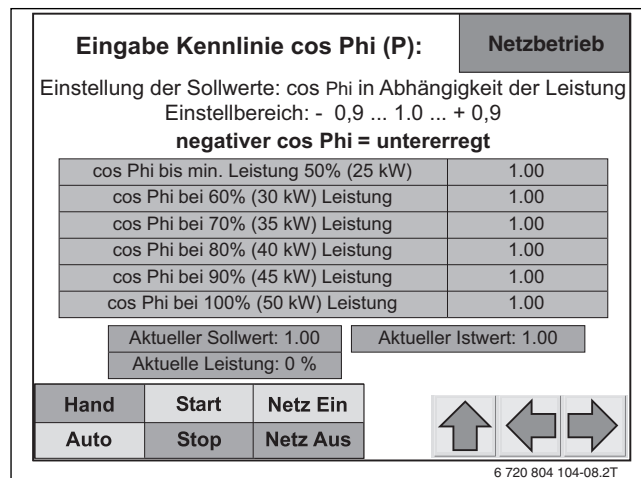 Eingabe Kennlinie cos Phi (P):
Netzbetrieb
Einstellung der Sollwerte: cos Phi in Abhängigkeit der Leistung
Einstellbereich: - 0,9 ... 1.0 ... + 0,9
negativer cos Phi = untererregt
cos Phi bis min. Leistung 50% (25 kW) 1.00
cos Phi bei 60% (30 kW) Leistung 1.00
cos Phi bei 70% (35 kW) Leistung 1.00
cos Phi bei 80% (40 kW) Leistung 1.00
cos Phi bei 90% (45 kW) Leistung 1.00
cos Phi bei 100% (50 kW) Leistung 1.00
Aktueller Sollwert: 1.00 Aktueller Istwert: 1.00
Aktuelle Leistung: 0 %
Hand Start Netz Ein
Auto Stop Netz Aus
6 720 804 104-08.2T